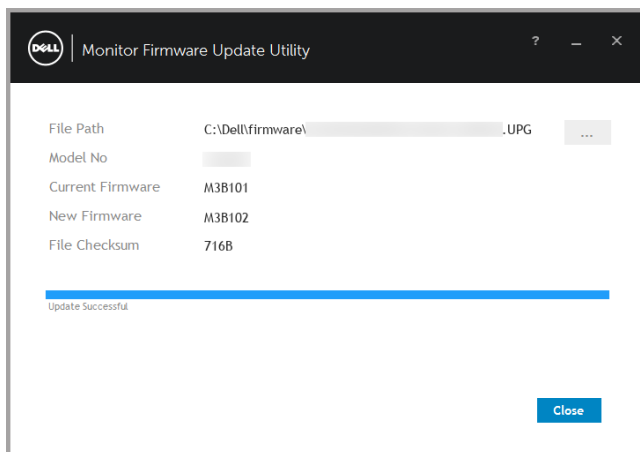 DELL Monitor Firmware Update Utility ? _ ×
File Path C:\Dell\firmware\ .UPG ...
Model No
Current Firmware M3B101
New Firmware M3B102
File Checksum 716B
Update Successful
Close